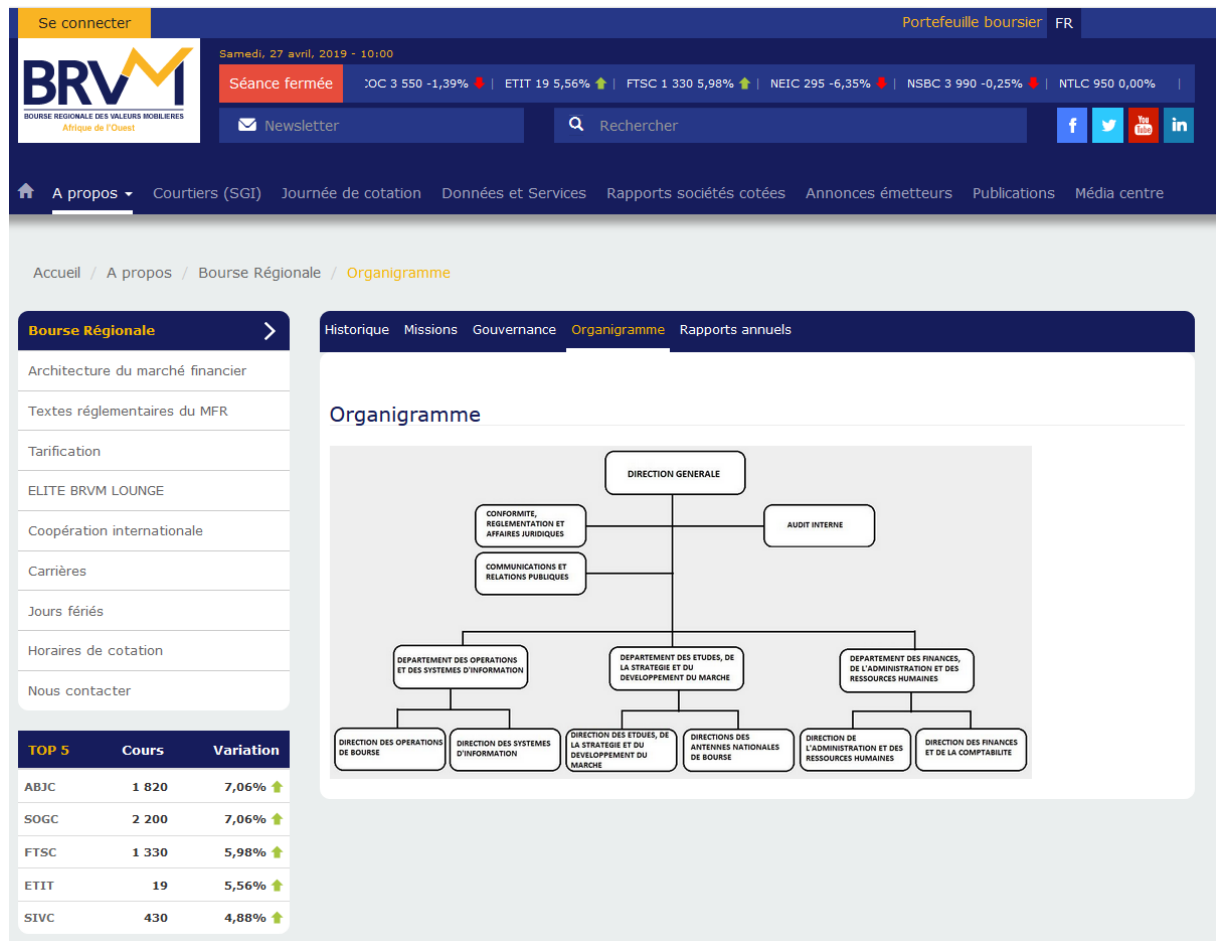 Se connecter
Portefeuille boursier FR
BRVM
BOURSE REGIONALE DES VALEURS MOBILIERES
Afrique de l'Ouest
Samedi, 27 avril, 2019 - 10:00
Séance fermée
OC 3 550 -1,39% | ETIT 19 5,56% | FTSC 1 330 5,98% | NEIC 295 -6,35% | NSBC 3 990 -0,25% | NTLC 950 0,00% |
Newsletter
Rechercher
f You Tube in
A propos Courtiers (SGI) Journée de cotation Données et Services Rapports sociétés cotées Annonces émetteurs Publications Média centre
Accueil / A propos / Bourse Régionale / Organigramme
Bourse Régionale
Architecture du marché financier
Textes réglementaires du MFR
Tarification
ELITE BRVM LOUNGE
Coopération internationale
Carrières
Jours fériés
Horaires de cotation
Nous contacter
TOP 5 Cours Variation
ABJC 1 820 7,06%
SOGC 2 200 7,06%
FTSC 1 330 5,98%
ETIT 19 5,56%
SIVC 430 4,88%
Historique Missions Gouvernance Organigramme Rapports annuels
Organigramme
DIRECTION GENERALE
CONFORMITE,
REGLEMENTATION ET
AFFAIRES JURIDIQUES
AUDIT INTERNE
COMMUNICATIONS ET
RELATIONS PUBLIQUES
DEPARTEMENT DES OPERATIONS
ET DES SYSTEMES D'INFORMATION
DEPARTEMENT DES ETUDES, DE
LA STRATEGIE ET DU
DEVELOPPEMENT DU MARCHE
DEPARTEMENT DES FINANCES,
DE L'ADMINISTRATION ET DES
RESSOURCES HUMAINES
DIRECTION DES OPERATIONS
DE BOURSE
DIRECTION DES SYSTEMES
D'INFORMATION
DIRECTION DES ETDUES, DE
LA STRATEGIE ET DU
DEVELOPPEMENT DU
MARCHE
DIRECTIONS DES
ANTENNES NATIONALES
DE BOURSE
DIRECTION DE
L'ADMINISTRATION ET DES
RESSOURCES HUMAINES
DIRECTION DES FINANCES
ET DE LA COMPTABILITE